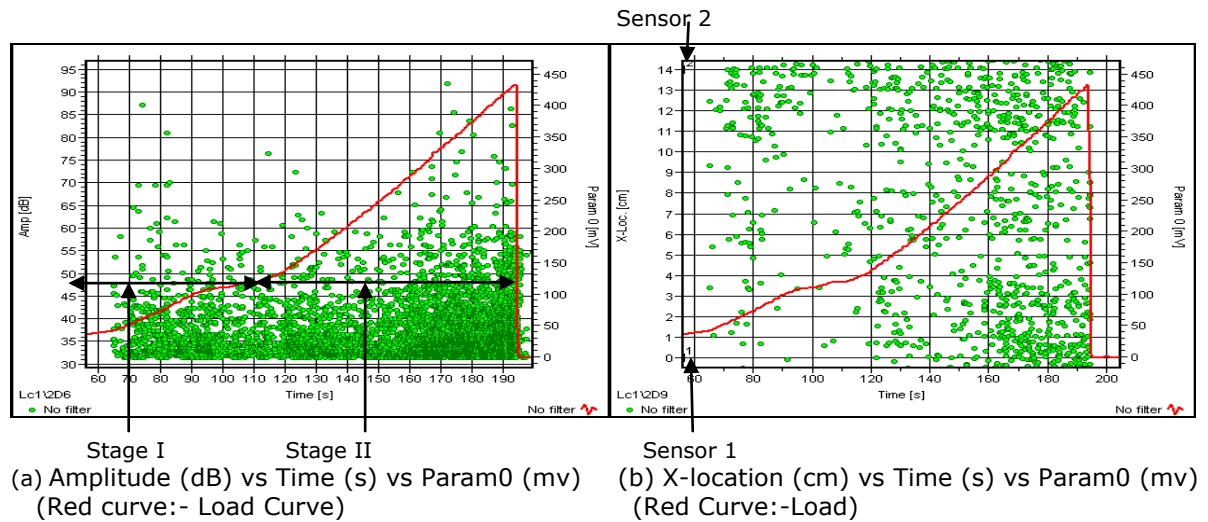 Sensor 2
95
90
85
80
75
70
65
60
55
50
45
40
35
30
Amp [dB]
450
400
350
300
250
200
150
100
50
0
Param 0 [mV]
60 70 80 90 100 110 120 130 140 150 160 170 180 190
Time [s]
Lc1\2D6
No filter
No filter
14
13
12
11
10
9
8
7
6
5
4
3
2
1
0
2
1
450
400
350
300
250
200
150
100
50
0
Param 0 [mV]
60 80 100 120 140 160 180 200
Time [s]
Lc1\2D9
No filter
No filter
Stage I
Stage II
Sensor 1
(a) Amplitude (dB) vs Time (s) vs Param0 (mv)
(Red curve:- Load Curve)
(b) X-location (cm) vs Time (s) vs Param0 (mv)
(Red Curve:-Load)